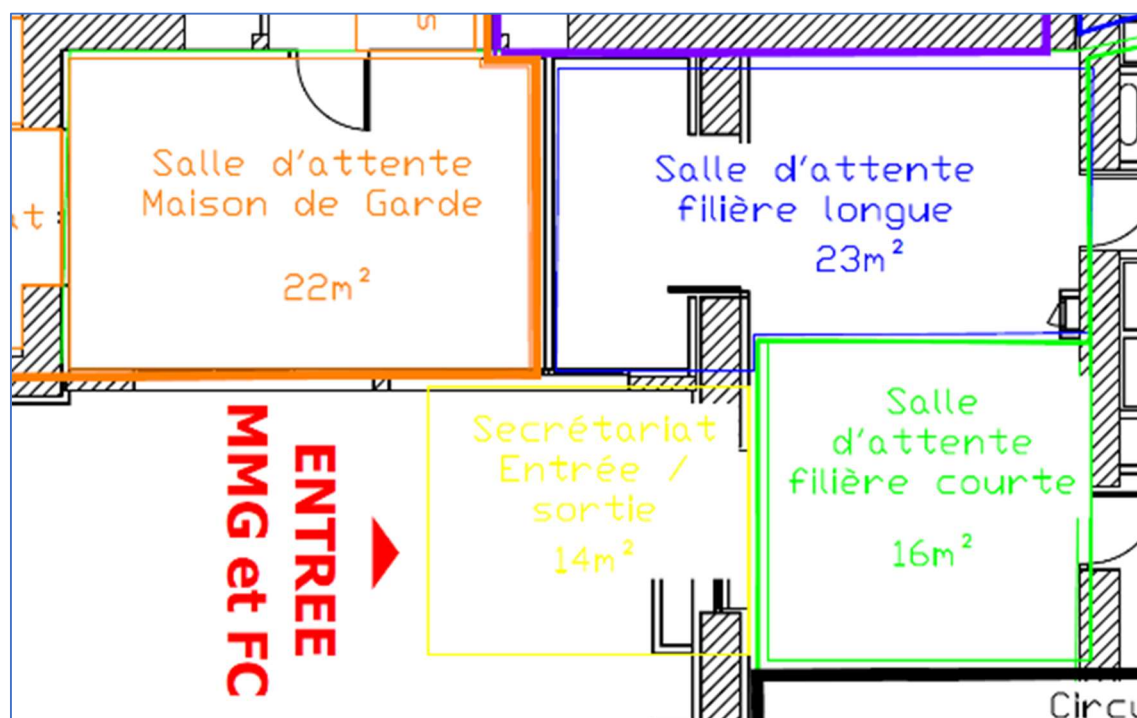 Salle d'attente
Maison de Garde
22m²
Salle d'attente
filière longue
23m²
Secrétariat
Entrée /
sortie
14m²
Salle
d'attente
filière courte
16m²
ENTREE
MMG et FC